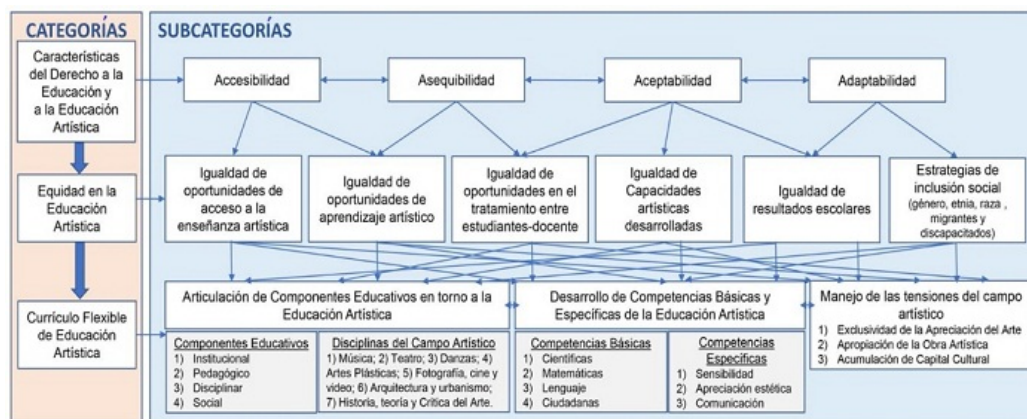 CATEGORÍAS
SUBCATEGORÍAS
Características
del Derecho a la
Educación y
a la Educación
Artística
Accesibilidad
Asequibilidad
Aceptabilidad
Adaptabilidad
Equidad en la
Educación
Artística
Igualdad de
oportunidades de
acceso a la
enseñanza artística
Igualdad de
oportunidades de
aprendizaje artístico
Igualdad de
oportunidades en el
tratamiento entre
estudiantes-docente
Igualdad de
Capacidades
artísticas
desarrolladas
Igualdad de
resultados escolares
Estrategias de
inclusión social
(género, etnia, raza ,
migrantes y
discapacitados)
Currículo Flexible
de Educación
Artística
Articulación de Componentes Educativos en torno a la
Educación Artística
Desarrollo de Competencias Básicas y
Específicas de la Educación Artística
Manejo de las tensiones del campo
artístico
1) Exclusividad de la Apreciación del Arte
2) Apropiación de la Obra Artística
3) Acumulación de Capital Cultural
Componentes Educativos
1) Institucional
2) Pedagógico
3) Disciplinar
4) Social
Disciplinas del Campo Artístico
1) Música; 2) Teatro; 3) Danzas; 4)
Artes Plásticas; 5) Fotografía, cine y
video; 6) Arquitectura y urbanismo;
7) Historia, teoría y Crítica del Arte.
Competencias Básicas
1) Científicas
2) Matemáticas
3) Lenguaje
4) Ciudadanas
Competencias
Específicas
1) Sensibilidad
2) Apreciación estética
3) Comunicación